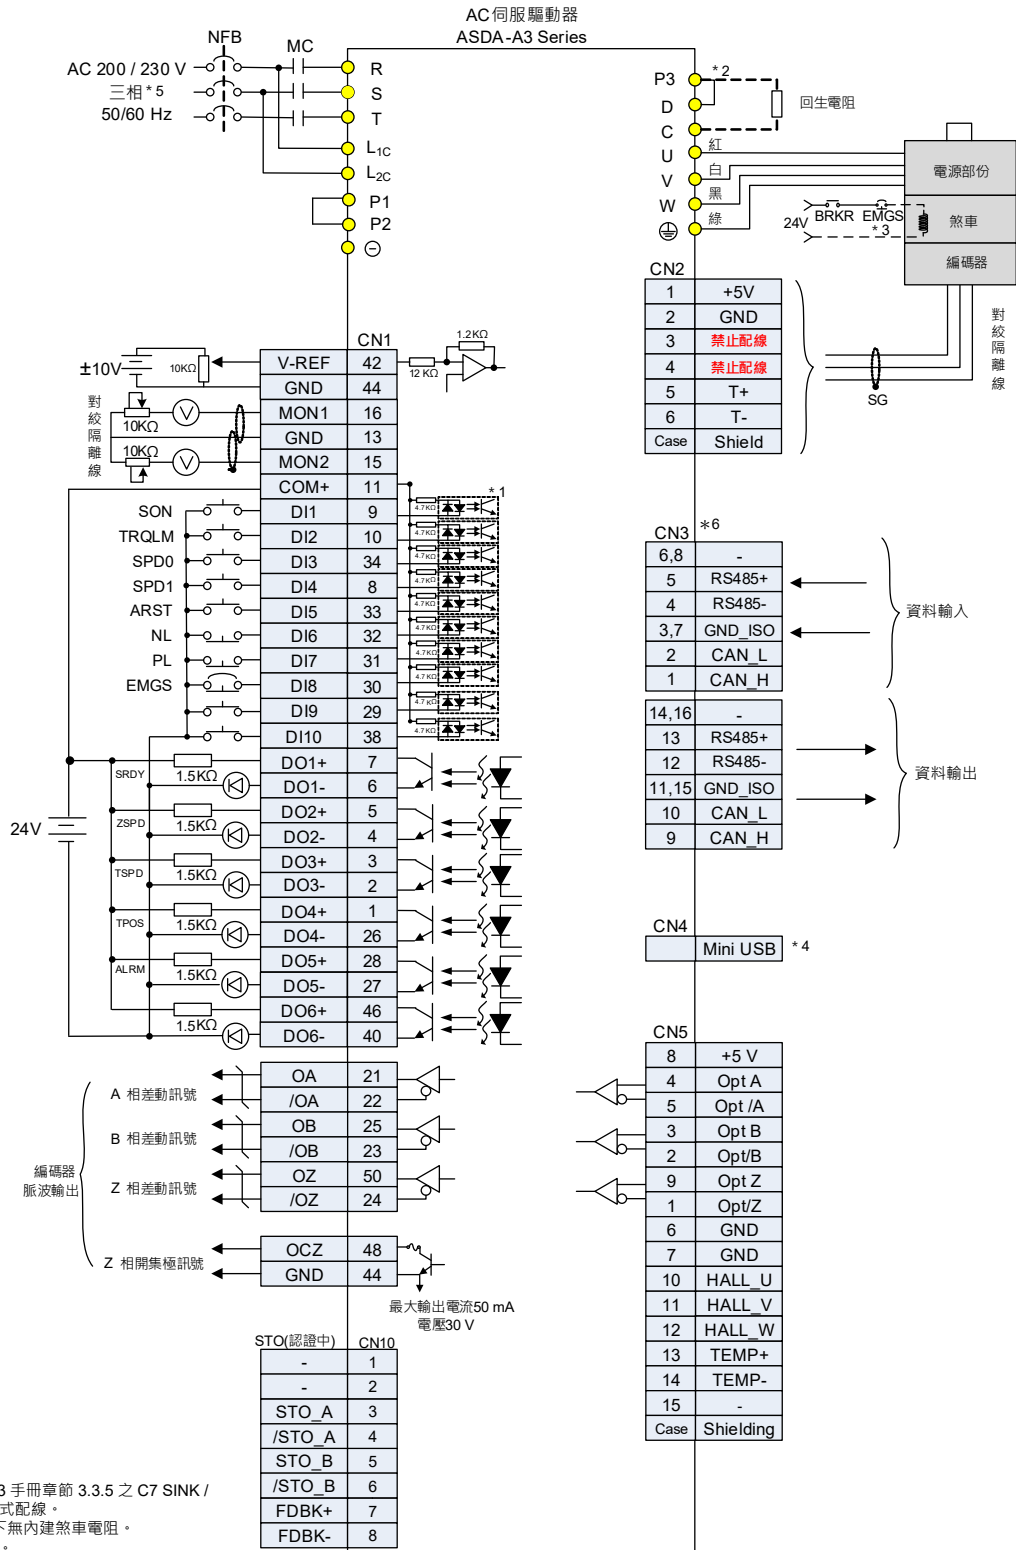 AC伺服驅動器
ASDA-A3 Series
NFB
MC
AC 200 / 230 V
三相*5
50/60 Hz
R
S
T
L1C
L2C
P1
P2
⊖
P3
*2
D
C
回生電阻
U
紅
V
白
W
黑
綠
電源部份
24V
BRKR
EMGS
*3
煞車
編碼器
CN2
1 +5V
2 GND
3 禁止配線
4 禁止配線
5 T+
6 T-
Case Shield
對絞隔離線
SG
CN1
±10V
10KΩ
V-REF 42
12 KΩ
1.2KΩ
GND 44
對絞隔離線
10KΩ
MON1 16
GND 13
10KΩ
MON2 15
COM+ 11
*1
SON DI1 9 4.7KΩ
TRQLM DI2 10 4.7KΩ
SPD0 DI3 34 4.7KΩ
SPD1 DI4 8 4.7KΩ
ARST DI5 33 4.7KΩ
NL DI6 32 4.7KΩ
PL DI7 31 4.7KΩ
EMGS DI8 30 4.7KΩ
DI9 29 4.7KΩ
DI10 38 4.7KΩ
24V
SRDY 1.5KΩ DO1+ 7
DO1- 6
ZSPD 1.5KΩ DO2+ 5
DO2- 4
TSPD 1.5KΩ DO3+ 3
DO3- 2
TPOS 1.5KΩ DO4+ 1
DO4- 26
ALRM 1.5KΩ DO5+ 28
DO5- 27
1.5KΩ DO6+ 46
DO6- 40
CN3
*6
6,8 -
5 RS485+
4 RS485-
3,7 GND_ISO
2 CAN_L
1 CAN_H
資料輸入
14,16 -
13 RS485+
12 RS485-
11,15 GND_ISO
10 CAN_L
9 CAN_H
資料輸出
CN4
Mini USB
*4
編碼器
脈波輸出
A 相差動訊號
OA 21
/OA 22
B 相差動訊號
OB 25
/OB 23
Z 相差動訊號
OZ 50
/OZ 24
Z 相開集極訊號
OCZ 48
GND 44
最大輸出電流50 mA
電壓30 V
CN5
8 +5 V
4 Opt A
5 Opt /A
3 Opt B
2 Opt/B
9 Opt Z
1 Opt/Z
6 GND
7 GND
10 HALL_U
11 HALL_V
12 HALL_W
13 TEMP+
14 TEMP-
15 -
Case Shielding
STO(認證中)
CN10
- 1
- 2
STO_A 3
/STO_A 4
STO_B 5
/STO_B 6
FDBK+ 7
FDBK- 8
3 手冊章節 3.3.5 之 C7 SINK /
式配線。
下無內建煞車電阻。
。